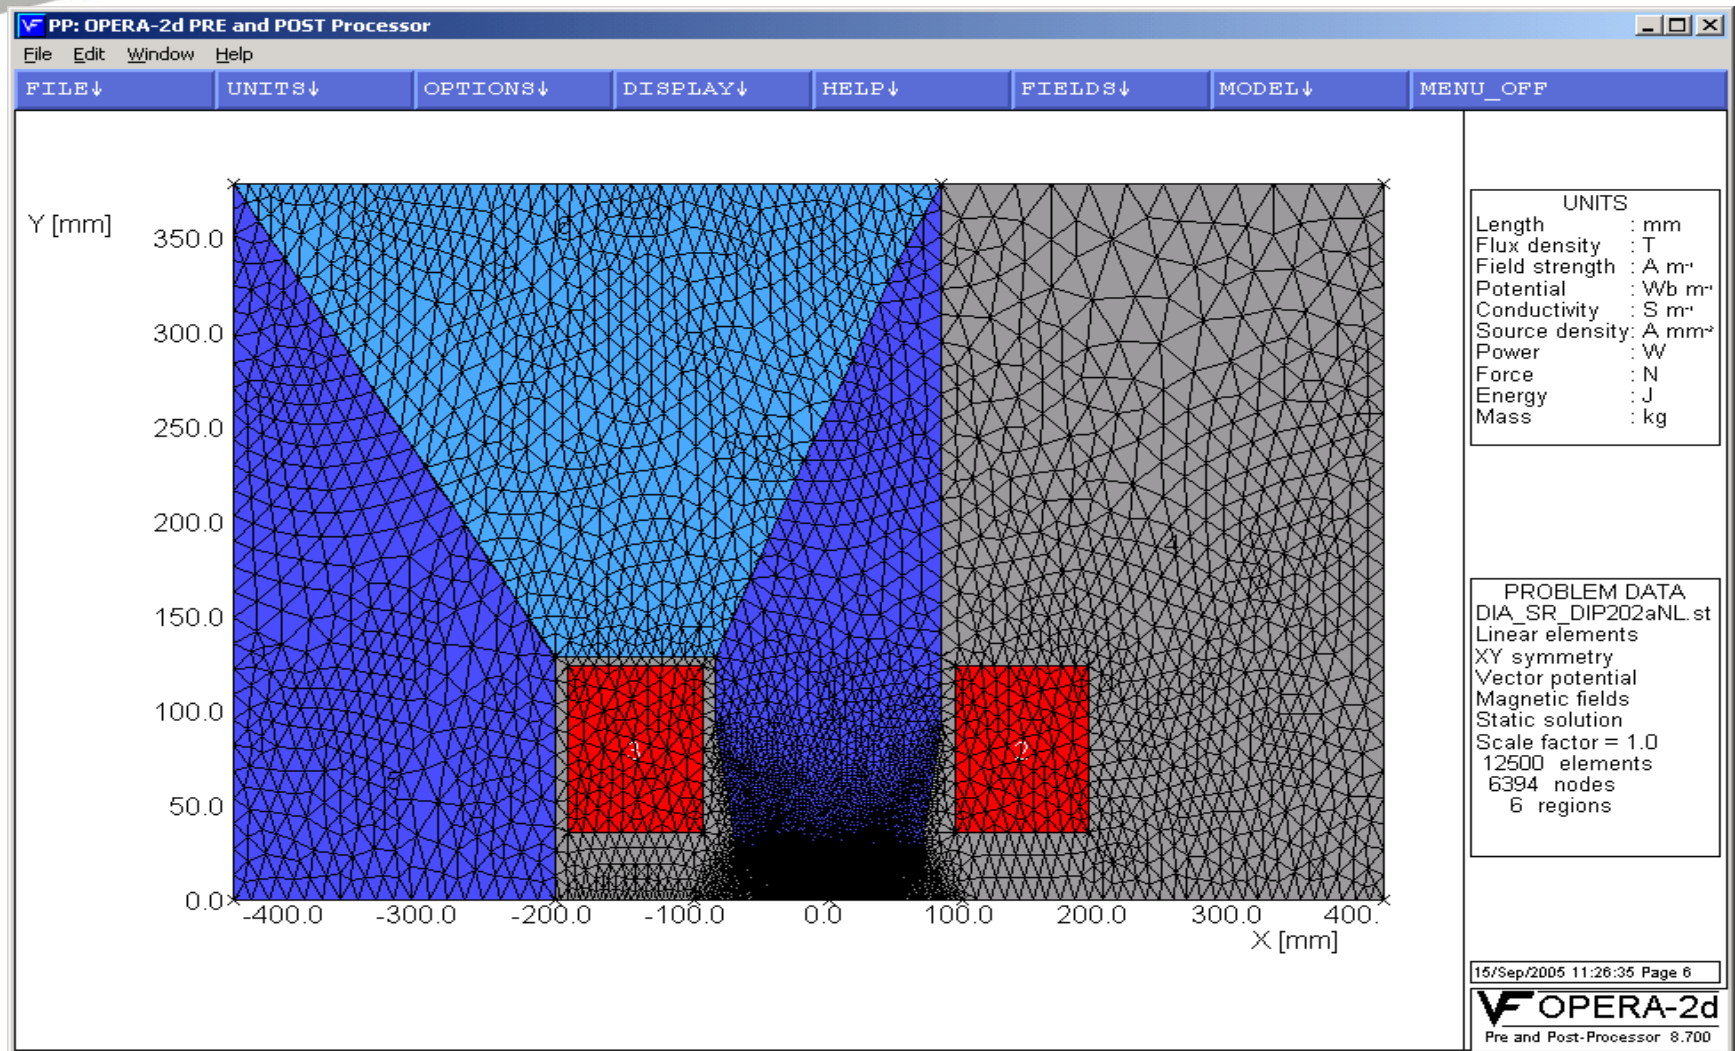 PP: OPERA-2d PRE and POST Processor
File Edit Window Help
FILE↓ UNITS↓ OPTIONS↓ DISPLAY↓ HELP↓ FIELDS↓ MODEL↓ MENU_OFF
Y [mm]
350.0
300.0
250.0
200.0
150.0
100.0
50.0
0.0
-400.0 -300.0 -200.0 -100.0 0.0 100.0 200.0 300.0 400.
X [mm]
3
2
UNITS
Length : mm
Flux density : T
Field strength : A m⁻¹
Potential : Wb m⁻¹
Conductivity : S m⁻¹
Source density: A mm⁻²
Power : W
Force : N
Energy : J
Mass : kg
PROBLEM DATA
DIA_SR_DIP202aNL.st
Linear elements
XY symmetry
Vector potential
Magnetic fields
Static solution
Scale factor = 1.0
12500 elements
6394 nodes
6 regions
15/Sep/2005 11:26:35 Page 6
VF OPERA-2d
Pre and Post-Processor 8.700